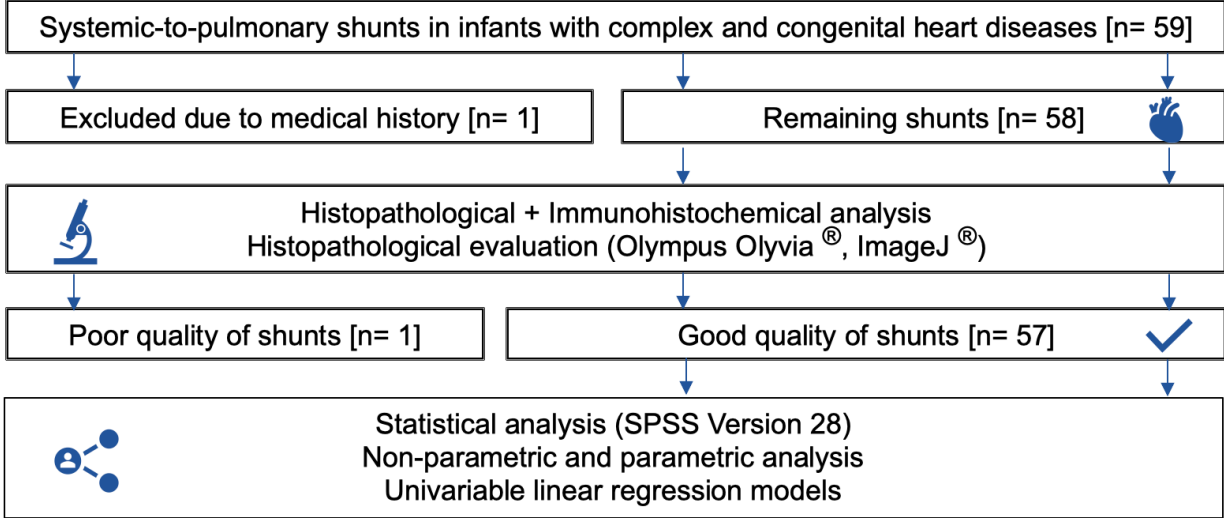 Systemic-to-pulmonary shunts in infants with complex and congenital heart diseases [n= 59]
Excluded due to medical history [n= 1]
Remaining shunts [n= 58]
Histopathological + Immunohistochemical analysis
Histopathological evaluation (Olympus Olyvia ®, ImageJ ®)
Poor quality of shunts [n= 1]
Good quality of shunts [n= 57]
Statistical analysis (SPSS Version 28)
Non-parametric and parametric analysis
Univariable linear regression models